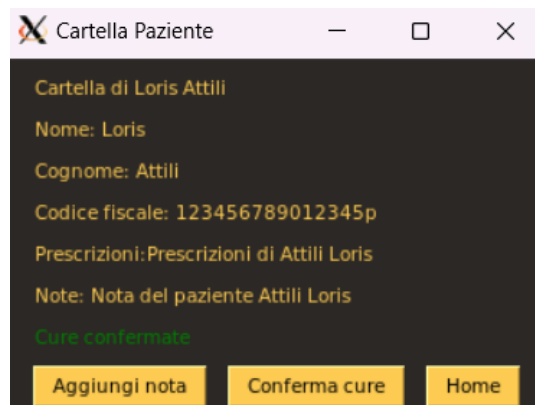 Cartella Paziente
Cartella di Loris Attili
Nome: Loris
Cognome: Attili
Codice fiscale: 123456789012345p
Prescrizioni:Prescrizioni di Attili Loris
Note: Nota del paziente Attili Loris
Cure confermate
Aggiungi nota Conferma cure Home